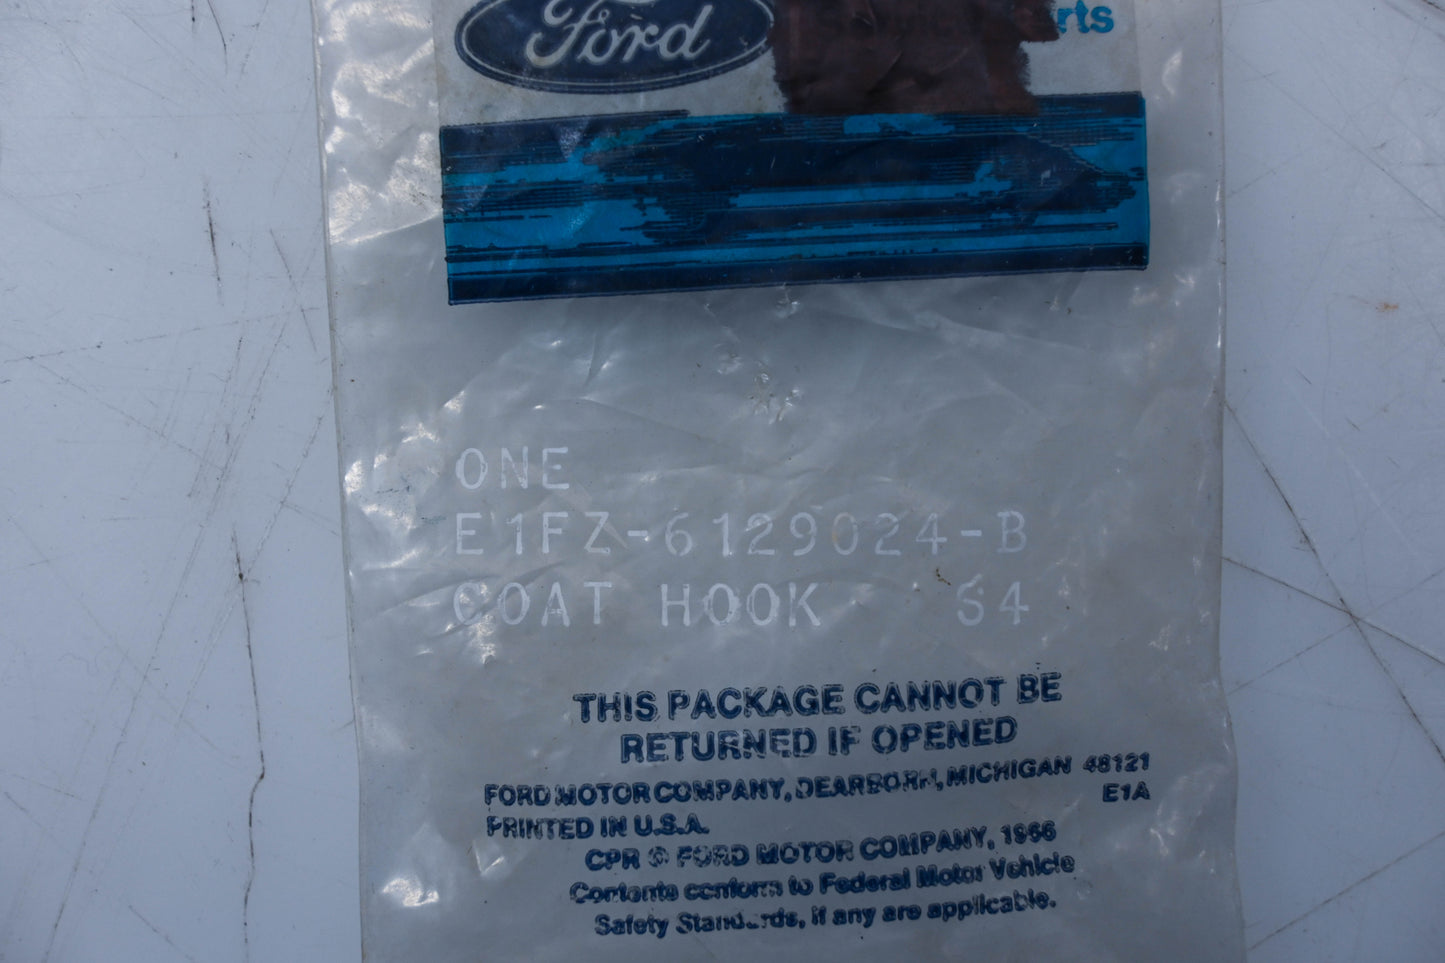 Ford
rts
ONE
E1FZ-6129024-B
COAT HOOK S4
THIS PACKAGE CANNOT BE
RETURNED IF OPENED
FORD MOTOR COMPANY, DEARBORN, MICHIGAN 48121
E1A
PRINTED IN U.S.A.
CPR © FORD MOTOR COMPANY, 1966
Contents conform to Federal Motor Vehicle
Safety Standards, if any are applicable.